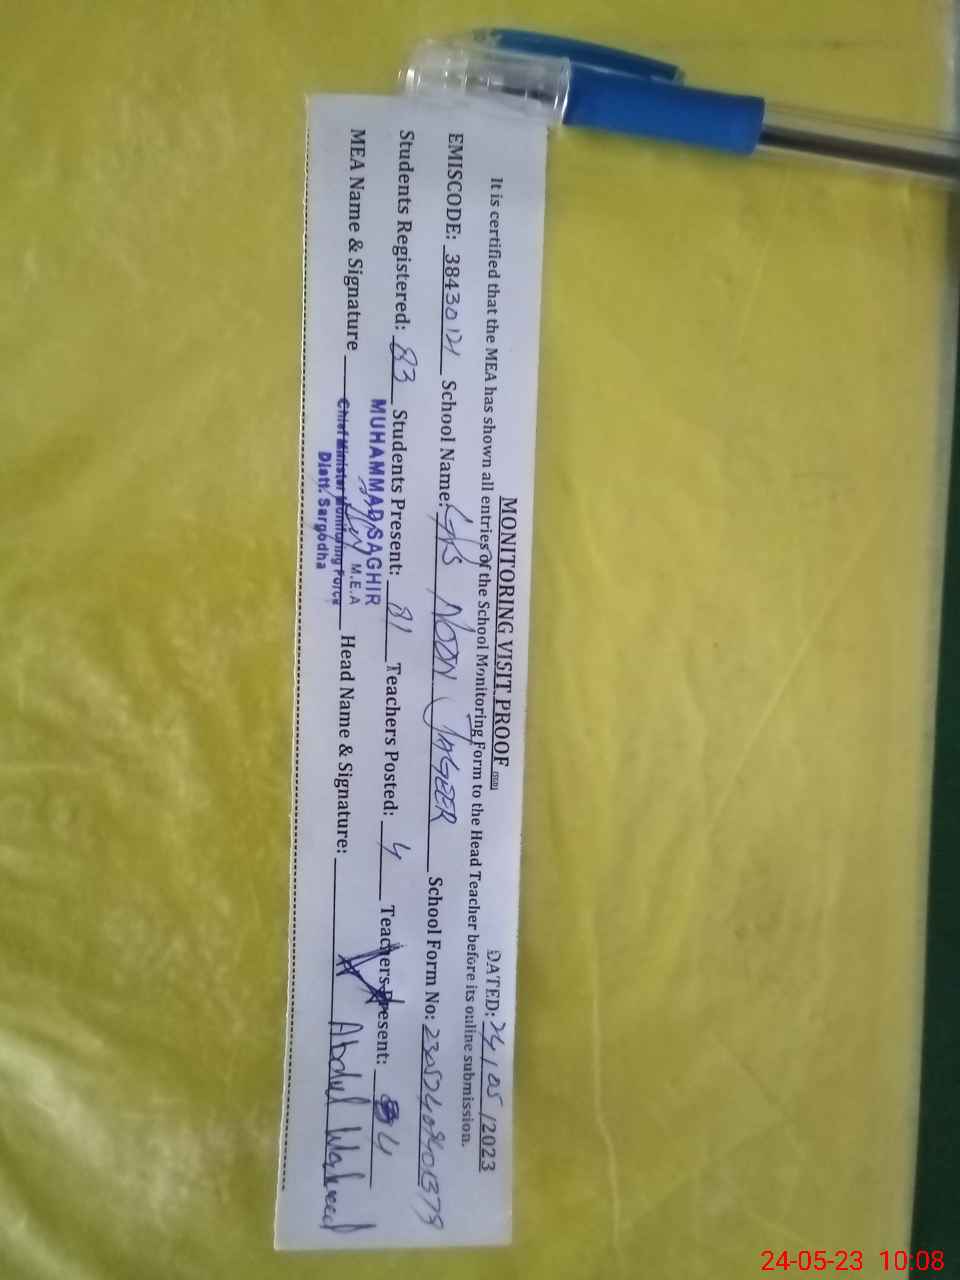 MONITORING VISIT PROOF
DATED: 24/05/2023
It is certified that the MEA has shown all entries of the School Monitoring Form to the Head Teacher before its online submission.
EMISCODE: 38430121 School Name: G/PS NOON JAGEER School Form No:
Students Registered: 83 Students Present: 81 Teachers Posted: 4 Teachers Present: 4
MUHAMMAD SAGHIR
M.E.A
MEA Name & Signature Chief Minister Monitoring Force Head Name & Signature: Abdul Waheed
Distt. Sargodha
24-05-23 10:08